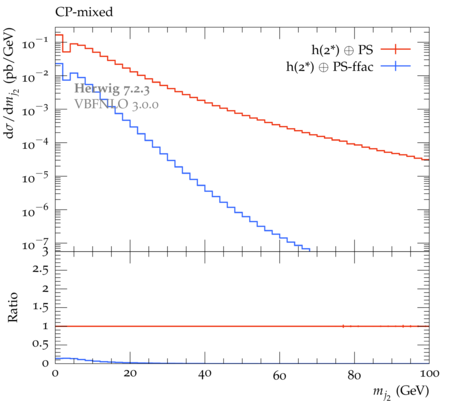 CP-mixed
h(2*) ⊕ PS
h(2*) ⊕ PS-ffac
Herwig 7.2.3
VBFNLO 3.0.0
dσ/dm_{j_2} (pb/GeV)
10^{−1}
10^{−2}
10^{−3}
10^{−4}
10^{−5}
10^{−6}
10^{−7}
3
2.5
2
1.5
1
0.5
0
Ratio
0 20 40 60 80 100
m_{j_2} (GeV)